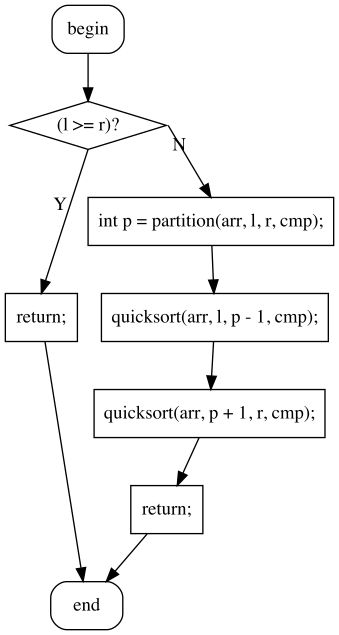 begin
(l >= r)?
N
Y
int p = partition(arr, l, r, cmp);
return;
quicksort(arr, l, p - 1, cmp);
quicksort(arr, p + 1, r, cmp);
return;
end